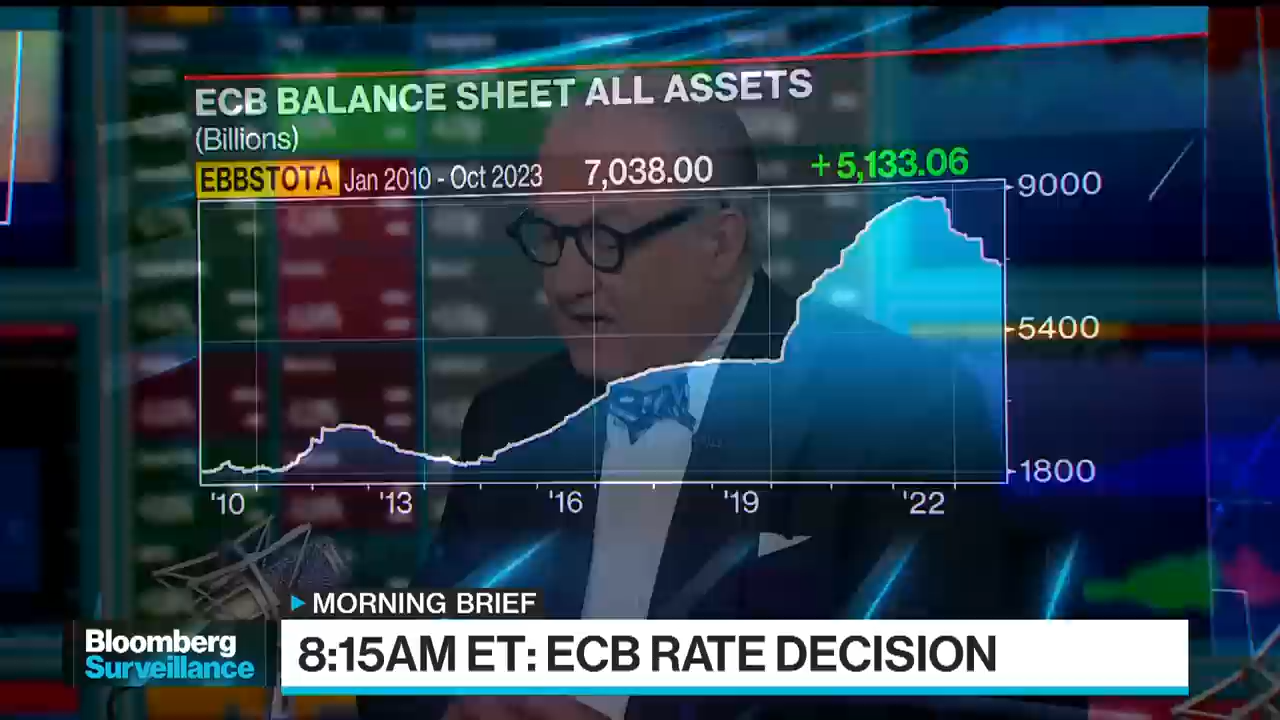 ECB BALANCE SHEET ALL ASSETS
(Billions)
EBBSTOTA Jan 2010 - Oct 2023 7,038.00 +5,133.06
9000
5400
1800
'10 '13 '16 '19 '22
MORNING BRIEF
Bloomberg
Surveillance
8:15AM ET: ECB RATE DECISION